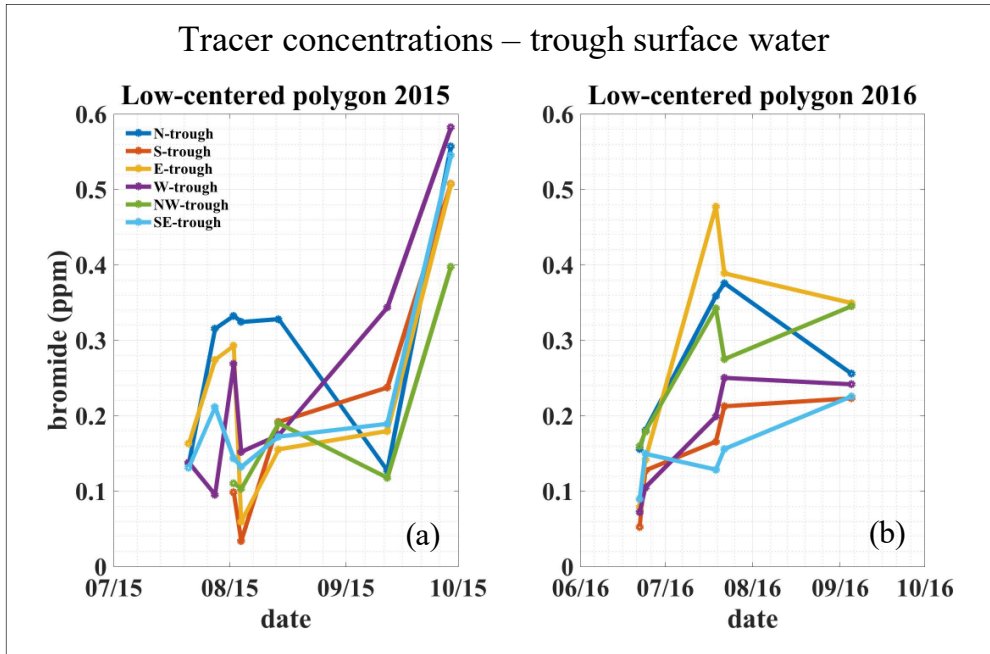 Tracer concentrations – trough surface water
Low-centered polygon 2015
0.6
0.5
0.4
0.3
0.2
0.1
0
bromide (ppm)
N-trough
S-trough
E-trough
W-trough
NW-trough
SE-trough
(a)
07/15 08/15 09/15 10/15
date
Low-centered polygon 2016
0.6
0.5
0.4
0.3
0.2
0.1
0
(b)
06/16 07/16 08/16 09/16 10/16
date